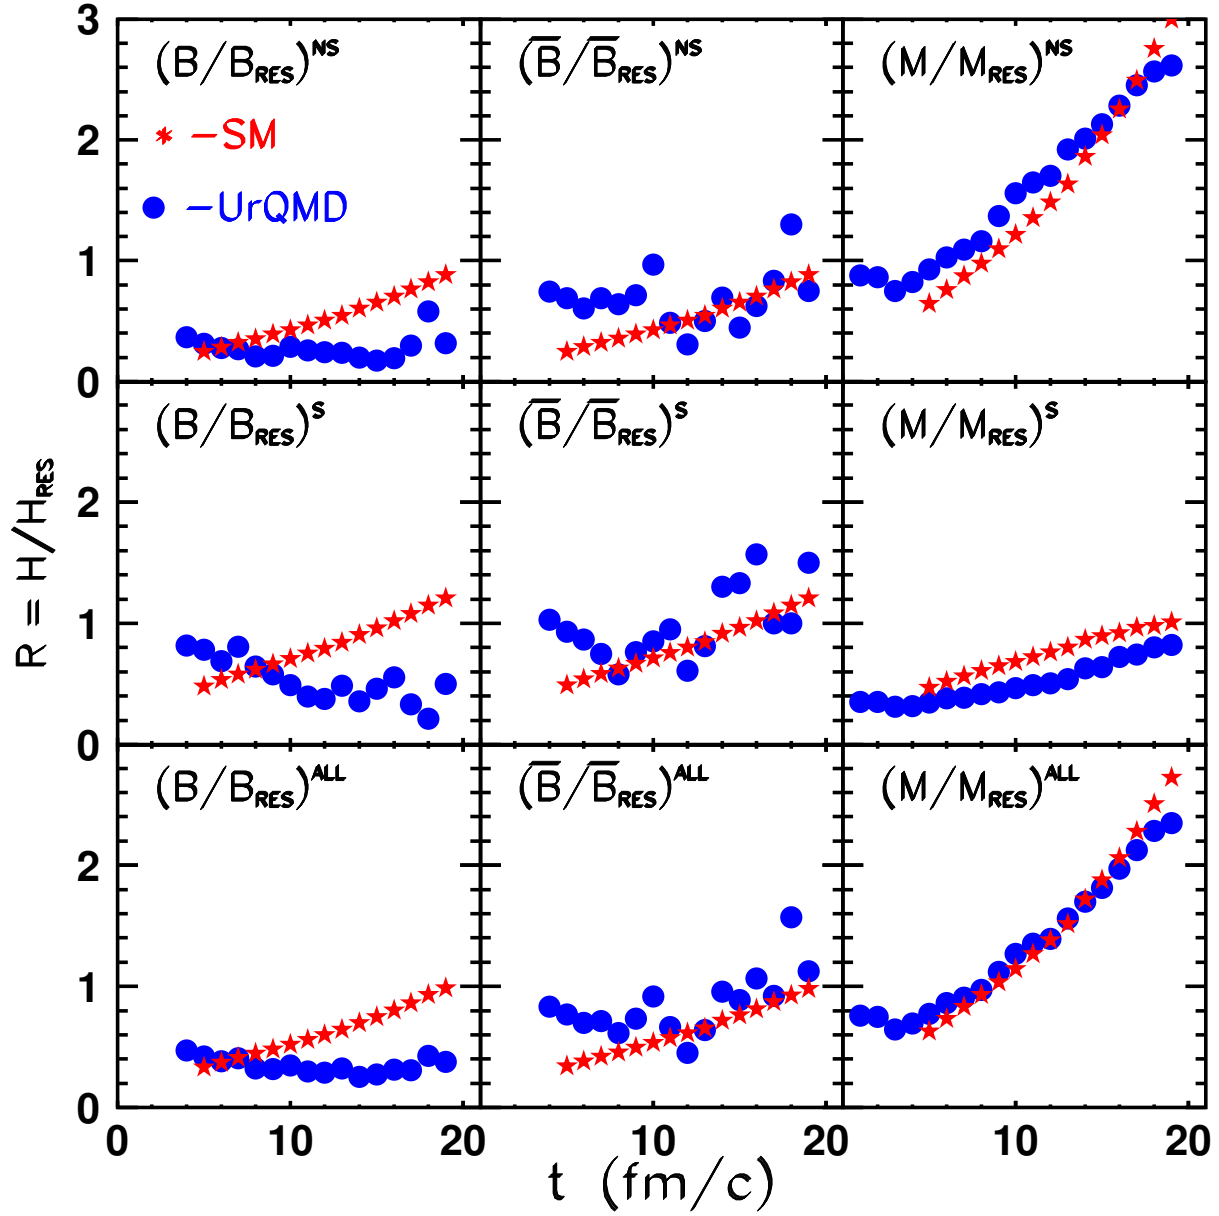 3
(B/B_RES)^NS
(B̅/B̅_RES)^NS
(M/M_RES)^NS
-SM
2
-UrQMD
1
0
(B/B_RES)^S
(B̅/B̅_RES)^S
(M/M_RES)^S
R = H/H_RES
2
1
0
(B/B_RES)^ALL
(B̅/B̅_RES)^ALL
(M/M_RES)^ALL
2
1
0
0 10 20 10 20 10 20
t (fm/c)